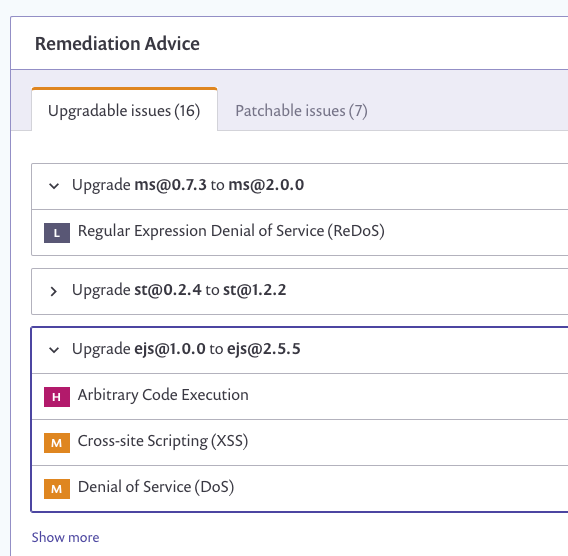 Remediation Advice
Upgradable issues (16) Patchable issues (7)
Upgrade ms@0.7.3 to ms@2.0.0
L Regular Expression Denial of Service (ReDoS)
Upgrade st@0.2.4 to st@1.2.2
Upgrade ejs@1.0.0 to ejs@2.5.5
H Arbitrary Code Execution
M Cross-site Scripting (XSS)
M Denial of Service (DoS)
Show more